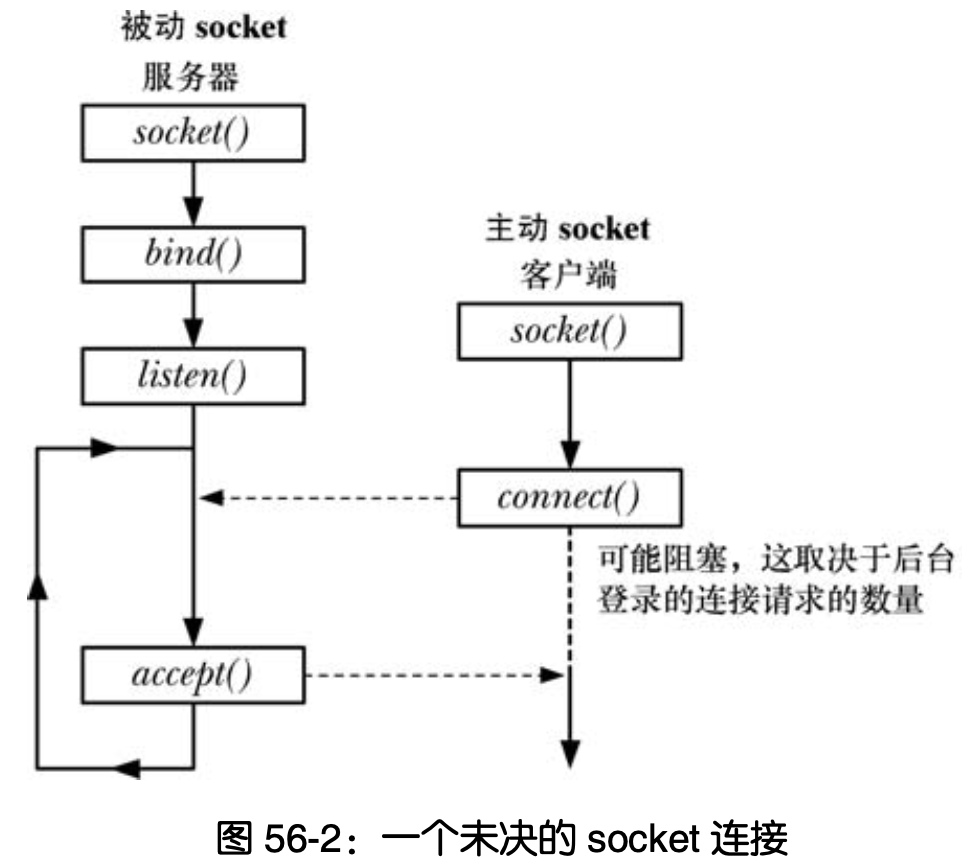 被动 socket
服务器
socket()
bind()
listen()
accept()
主动 socket
客户端
socket()
connect()
可能阻塞，这取决于后台
登录的连接请求的数量
图 56-2：一个未决的 socket 连接